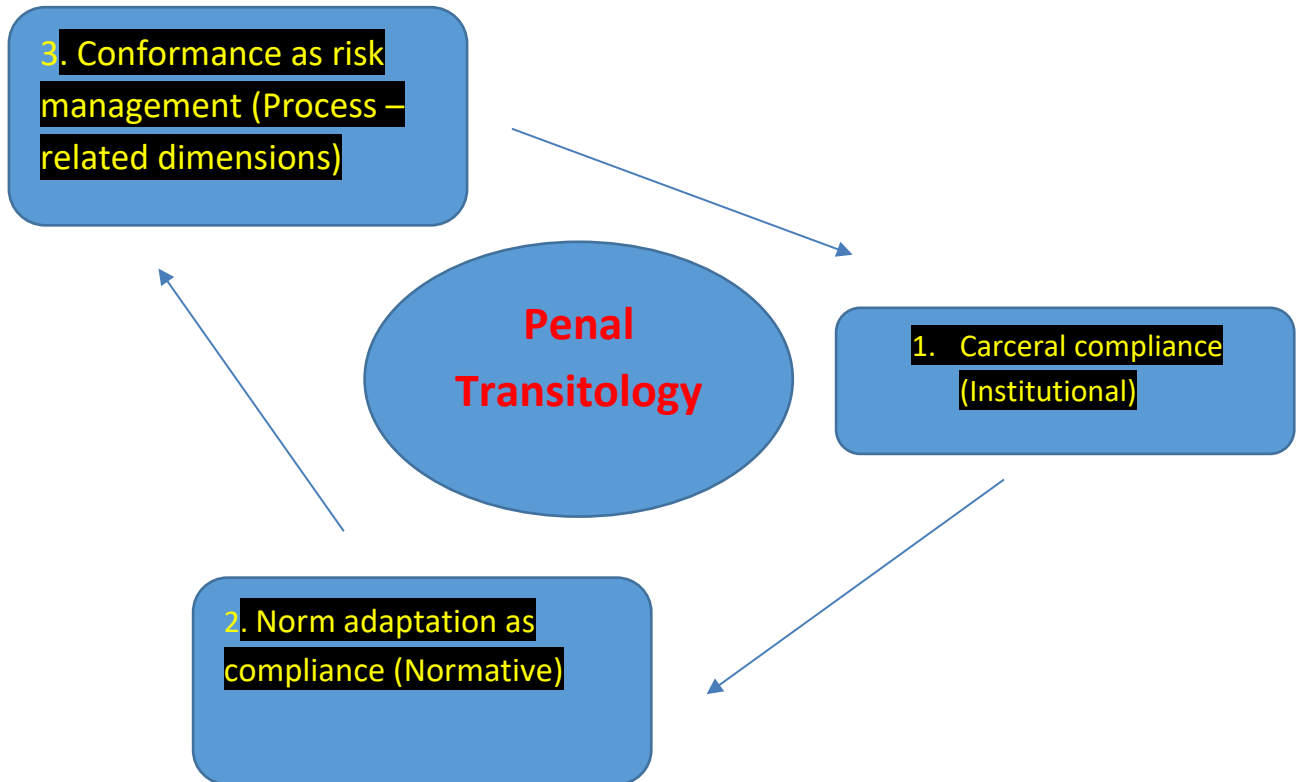 3. Conformance as risk
management (Process –
related dimensions)
Penal
Transitology
1. Carceral compliance
(Institutional)
2. Norm adaptation as
compliance (Normative)